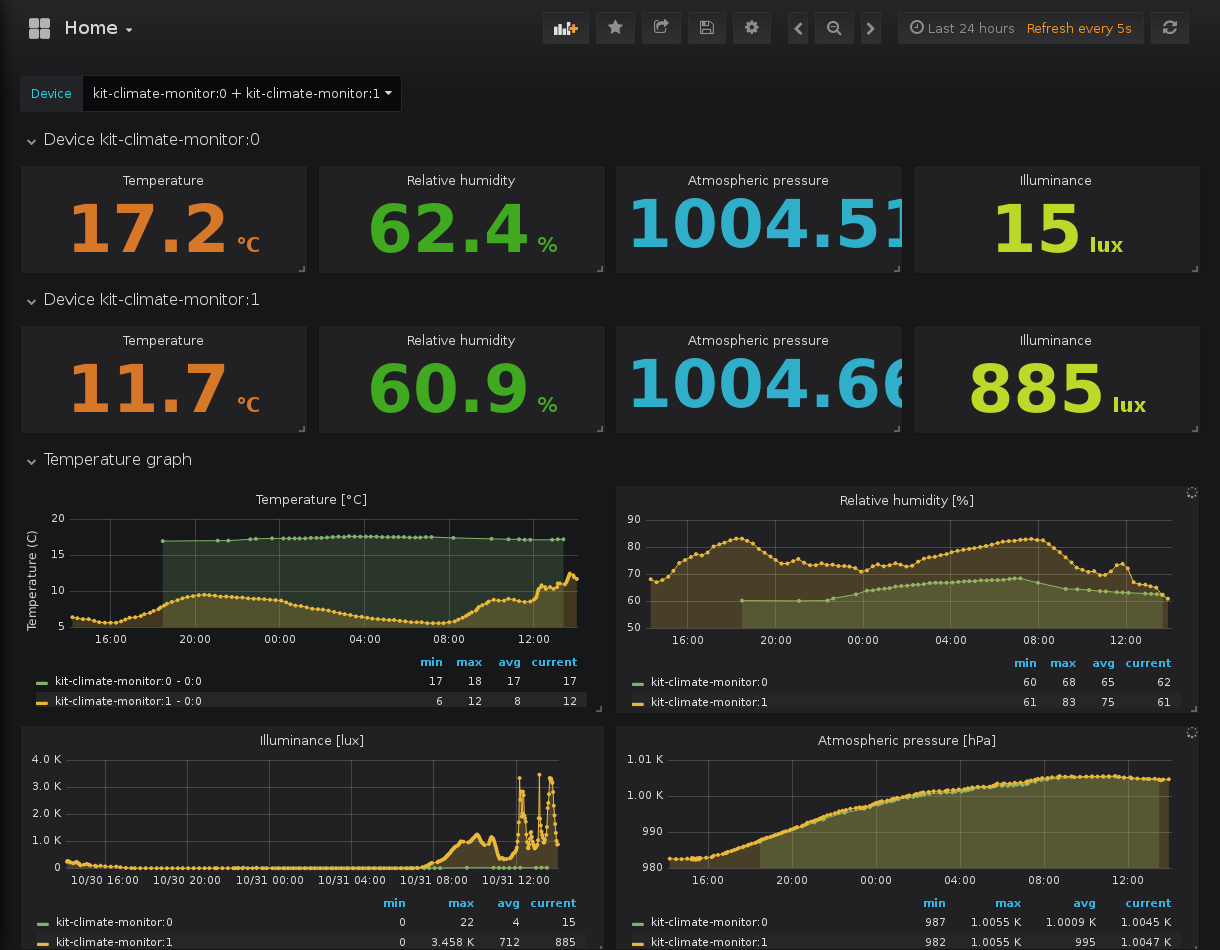 Home
Last 24 hours Refresh every 5s
Device kit-climate-monitor:0 + kit-climate-monitor:1
Device kit-climate-monitor:0
Temperature Relative humidity Atmospheric pressure Illuminance
17.2 °C 62.4 % 1004.51 15 lux
Device kit-climate-monitor:1
Temperature Relative humidity Atmospheric pressure Illuminance
11.7 °C 60.9 % 1004.66 885 lux
Temperature graph
Temperature [°C]
Temperature (C)
20
15
10
5
16:00 20:00 00:00 04:00 08:00 12:00
min max avg current
kit-climate-monitor:0 - 0:0 17 18 17 17
kit-climate-monitor:1 - 0:0 6 12 8 12
Relative humidity [%]
90
80
70
60
50
16:00 20:00 00:00 04:00 08:00 12:00
min max avg current
kit-climate-monitor:0 60 68 65 62
kit-climate-monitor:1 61 83 75 61
Illuminance [lux]
4.0 K
3.0 K
2.0 K
1.0 K
0
10/30 16:00 10/30 20:00 10/31 00:00 10/31 04:00 10/31 08:00 10/31 12:00
min max avg current
kit-climate-monitor:0 0 22 4 15
kit-climate-monitor:1 0 3.458 K 712 885
Atmospheric pressure [hPa]
1.01 K
1.00 K
990
980
16:00 20:00 00:00 04:00 08:00 12:00
min max avg current
kit-climate-monitor:0 987 1.0055 K 1.0009 K 1.0045 K
kit-climate-monitor:1 982 1.0055 K 995 1.0047 K